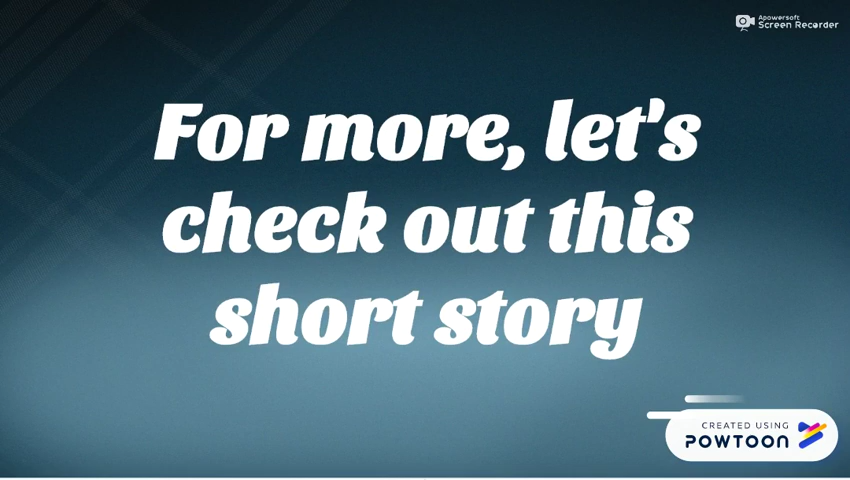 Apowersoft
Screen Recorder
For more, let's
check out this
short story
CREATED USING
POWTOON